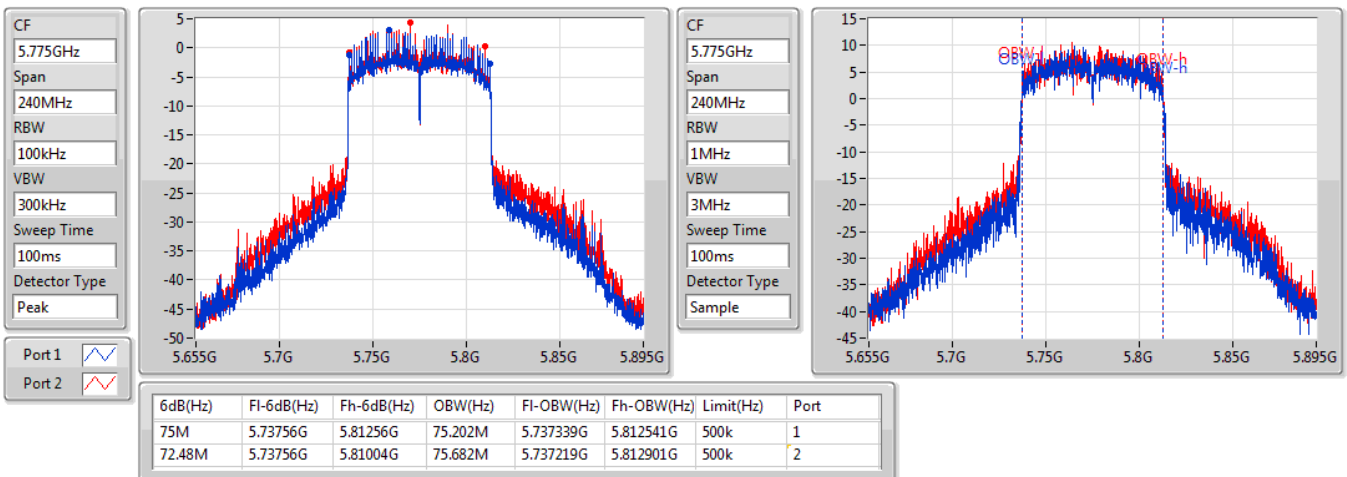 CF
5.775GHz
Span
240MHz
RBW
100kHz
VBW
300kHz
Sweep Time
100ms
Detector Type
Peak
Port 1
Port 2
5
0
-5
-10
-15
-20
-25
-30
-35
-40
-45
-50
5.655G 5.7G 5.75G 5.8G 5.85G 5.895G
CF
5.775GHz
Span
240MHz
RBW
1MHz
VBW
3MHz
Sweep Time
100ms
Detector Type
Sample
15
10
5
0
-5
-10
-15
-20
-25
-30
-35
-40
-45
OBW-h
OBW-h
5.655G 5.7G 5.75G 5.8G 5.85G 5.895G
6dB(Hz) Fl-6dB(Hz) Fh-6dB(Hz) OBW(Hz) Fl-OBW(Hz) Fh-OBW(Hz) Limit(Hz) Port
75M 5.73756G 5.81256G 75.202M 5.737339G 5.812541G 500k 1
72.48M 5.73756G 5.81004G 75.682M 5.737219G 5.812901G 500k 2